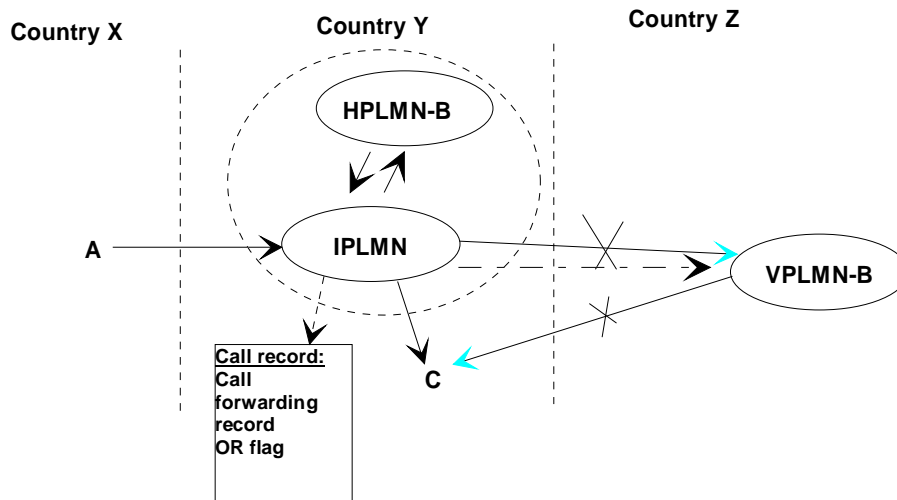 Country X
Country Y
Country Z
HPLMN-B
A
IPLMN
VPLMN-B
C
Call record:
Call
forwarding
record
OR flag